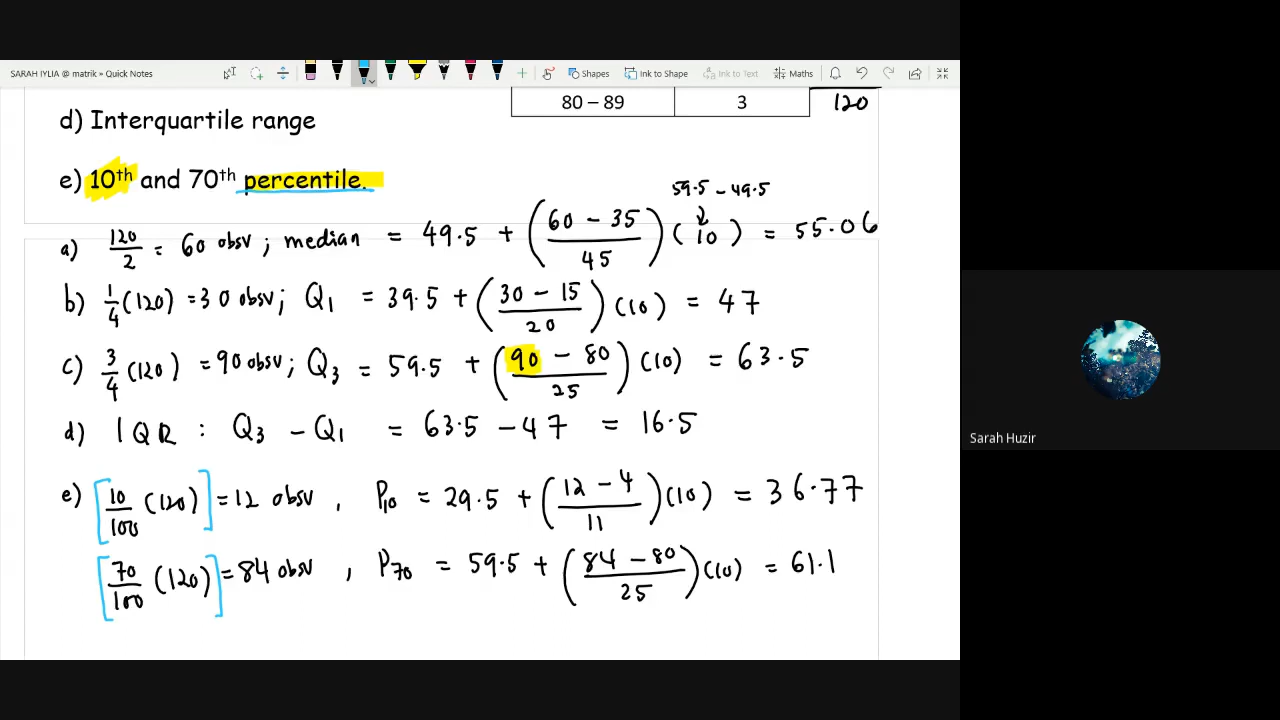 SARAH IYLIA @ matrik » Quick Notes
Shapes
Ink to Shape
Ink to Text
Maths
80 – 89 3 120
d) Interquartile range
e) 10th and 70th percentile.
59.5 - 49.5
a) 120/2 = 60 obsv ; median = 49.5 + (60 - 35 / 45) (10) = 55.06
b) 1/4 (120) = 30 obsv ; Q1 = 39.5 + (30 - 15 / 20) (10) = 47
c) 3/4 (120) = 90 obsv ; Q3 = 59.5 + (90 - 80 / 25) (10) = 63.5
d) IQR : Q3 - Q1 = 63.5 - 47 = 16.5
e) [10/100 (120)] = 12 obsv , P10 = 29.5 + (12 - 4 / 11) (10) = 36.77
[70/100 (120)] = 84 obsv , P70 = 59.5 + (84 - 80 / 25) (10) = 61.1
Sarah Huzir